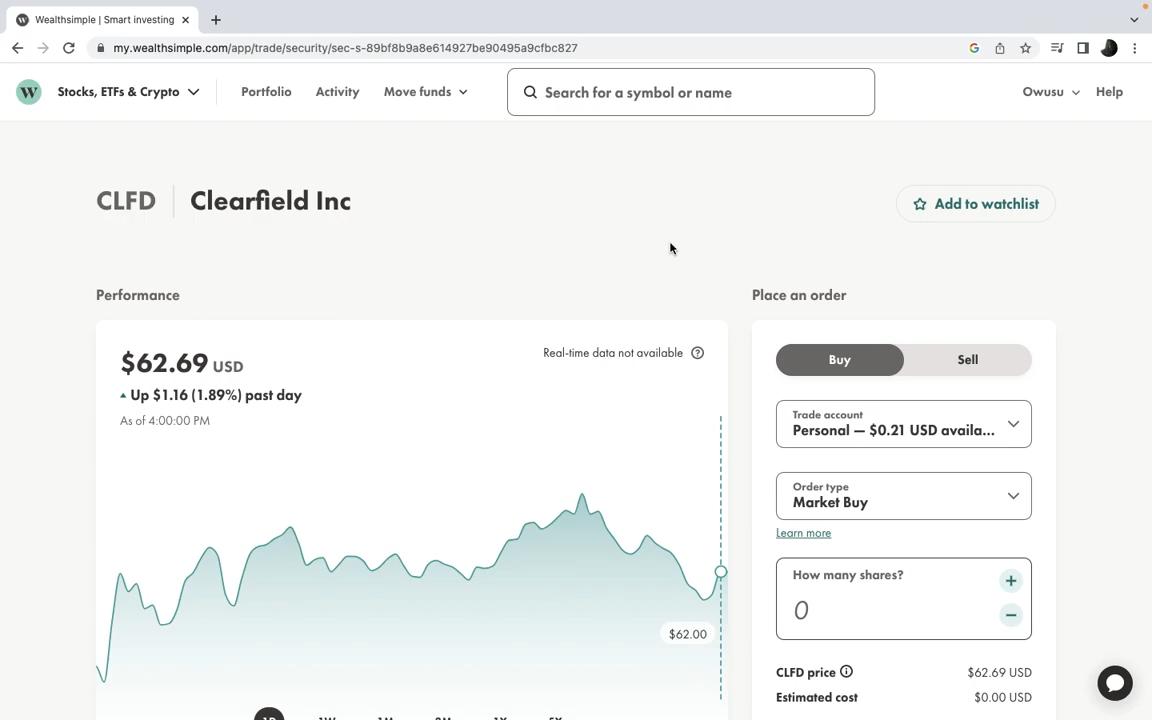 Wealthsimple | Smart investing
my.wealthsimple.com/app/trade/security/sec-s-89bf8b9a8e614927be90495a9cfbc827
W Stocks, ETFs & Crypto Portfolio Activity Move funds Search for a symbol or name Owusu Help
CLFD Clearfield Inc Add to watchlist
Performance
$62.69 USD
Real-time data not available
Up $1.16 (1.89%) past day
As of 4:00:00 PM
$62.00
Place an order
Buy Sell
Trade account
Personal — $0.21 USD availa...
Order type
Market Buy
Learn more
How many shares?
0
CLFD price $62.69 USD
Estimated cost $0.00 USD